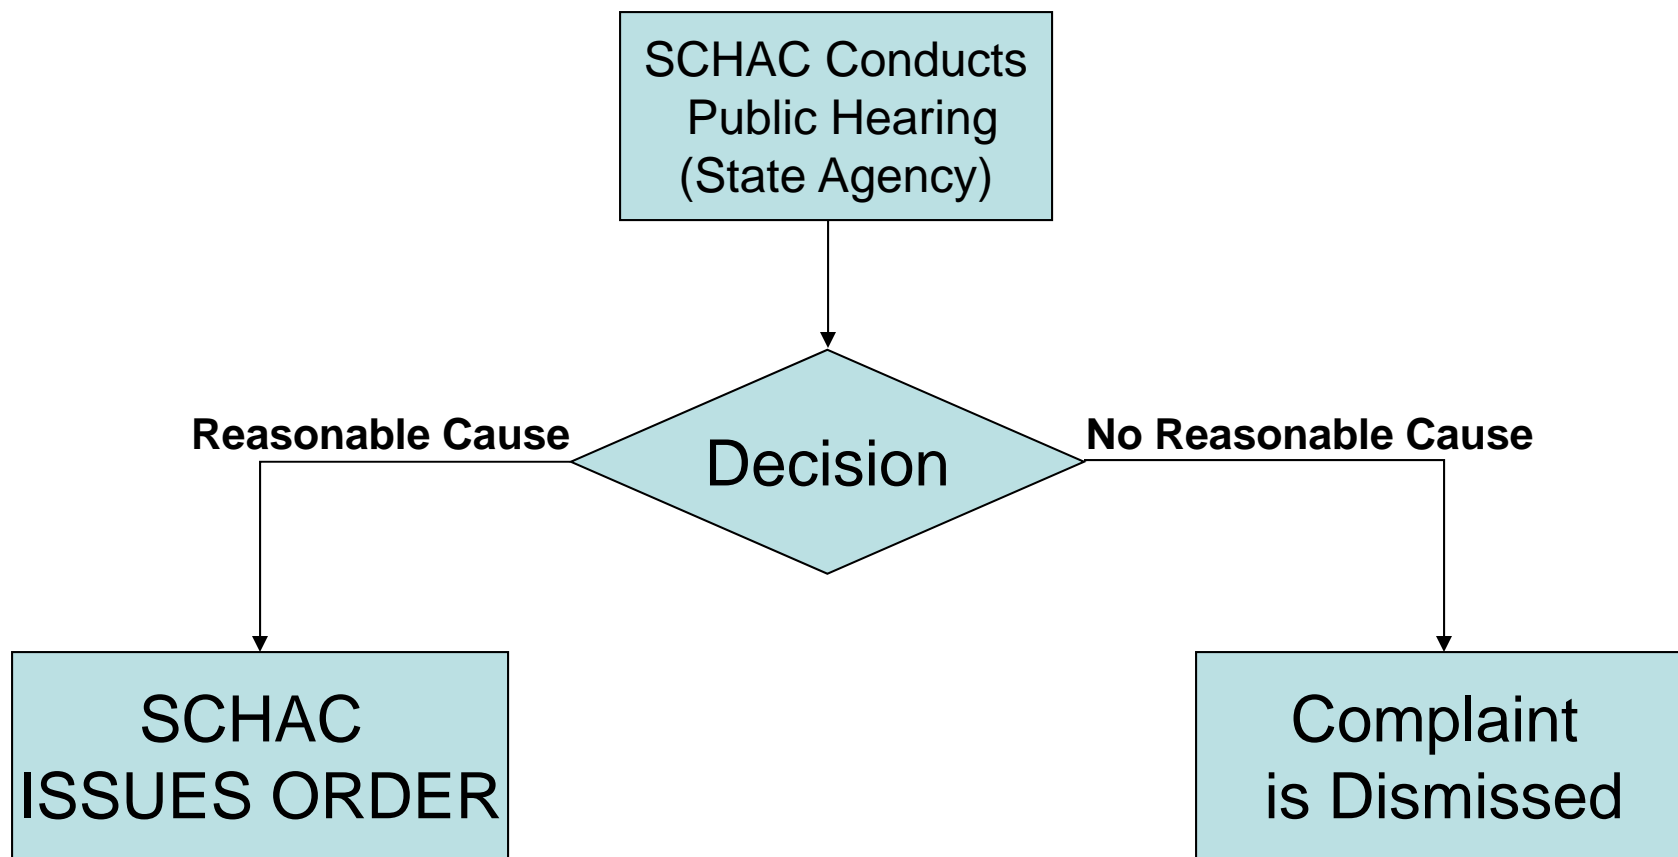 SCHAC Conducts
Public Hearing
(State Agency)
Reasonable Cause
Decision
No Reasonable Cause
SCHAC
ISSUES ORDER
Complaint
is Dismissed